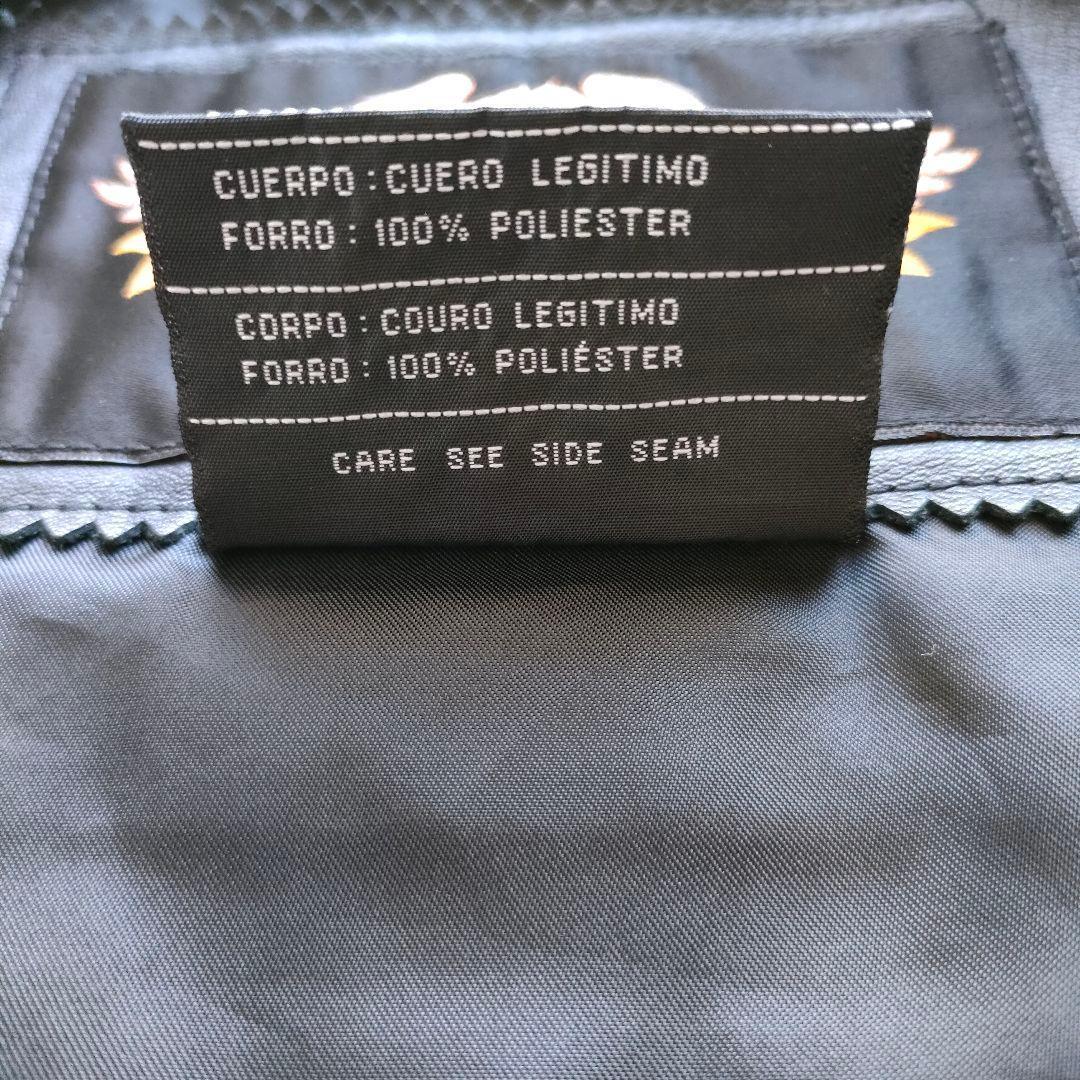 CUERPO : CUERO LEGITIMO
FORRO : 100% POLIESTER
CORPO : COURO LEGITIMO
FORRO : 100% POLIÉSTER
CARE SEE SIDE SEAM